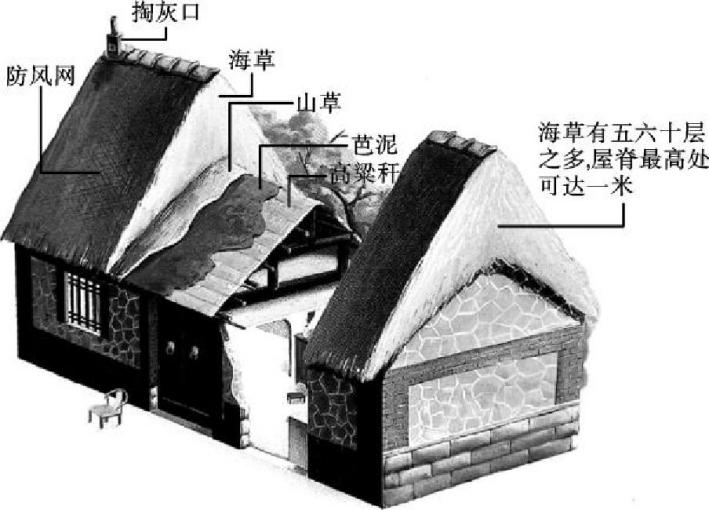 掏灰口
海草
防风网
山草
芭泥
高粱秆
海草有五六十层
之多,屋脊最高处
可达一米